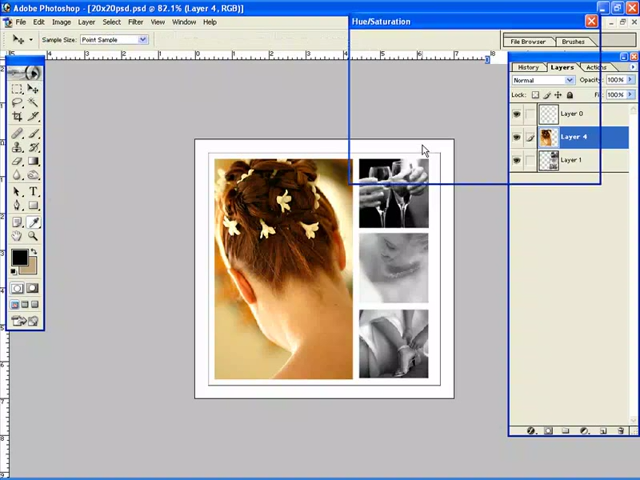 Adobe Photoshop - [20x20psd.psd @ 82.1% (Layer 4, RGB)]
Hue/Saturation
File Edit Image Layer Select Filter View Window Help
Sample Size: Point Sample
File Browser Brushes
History Layers Actions
Normal Opacity: 100%
Lock: Fill: 100%
Layer 0
Layer 4
Layer 1